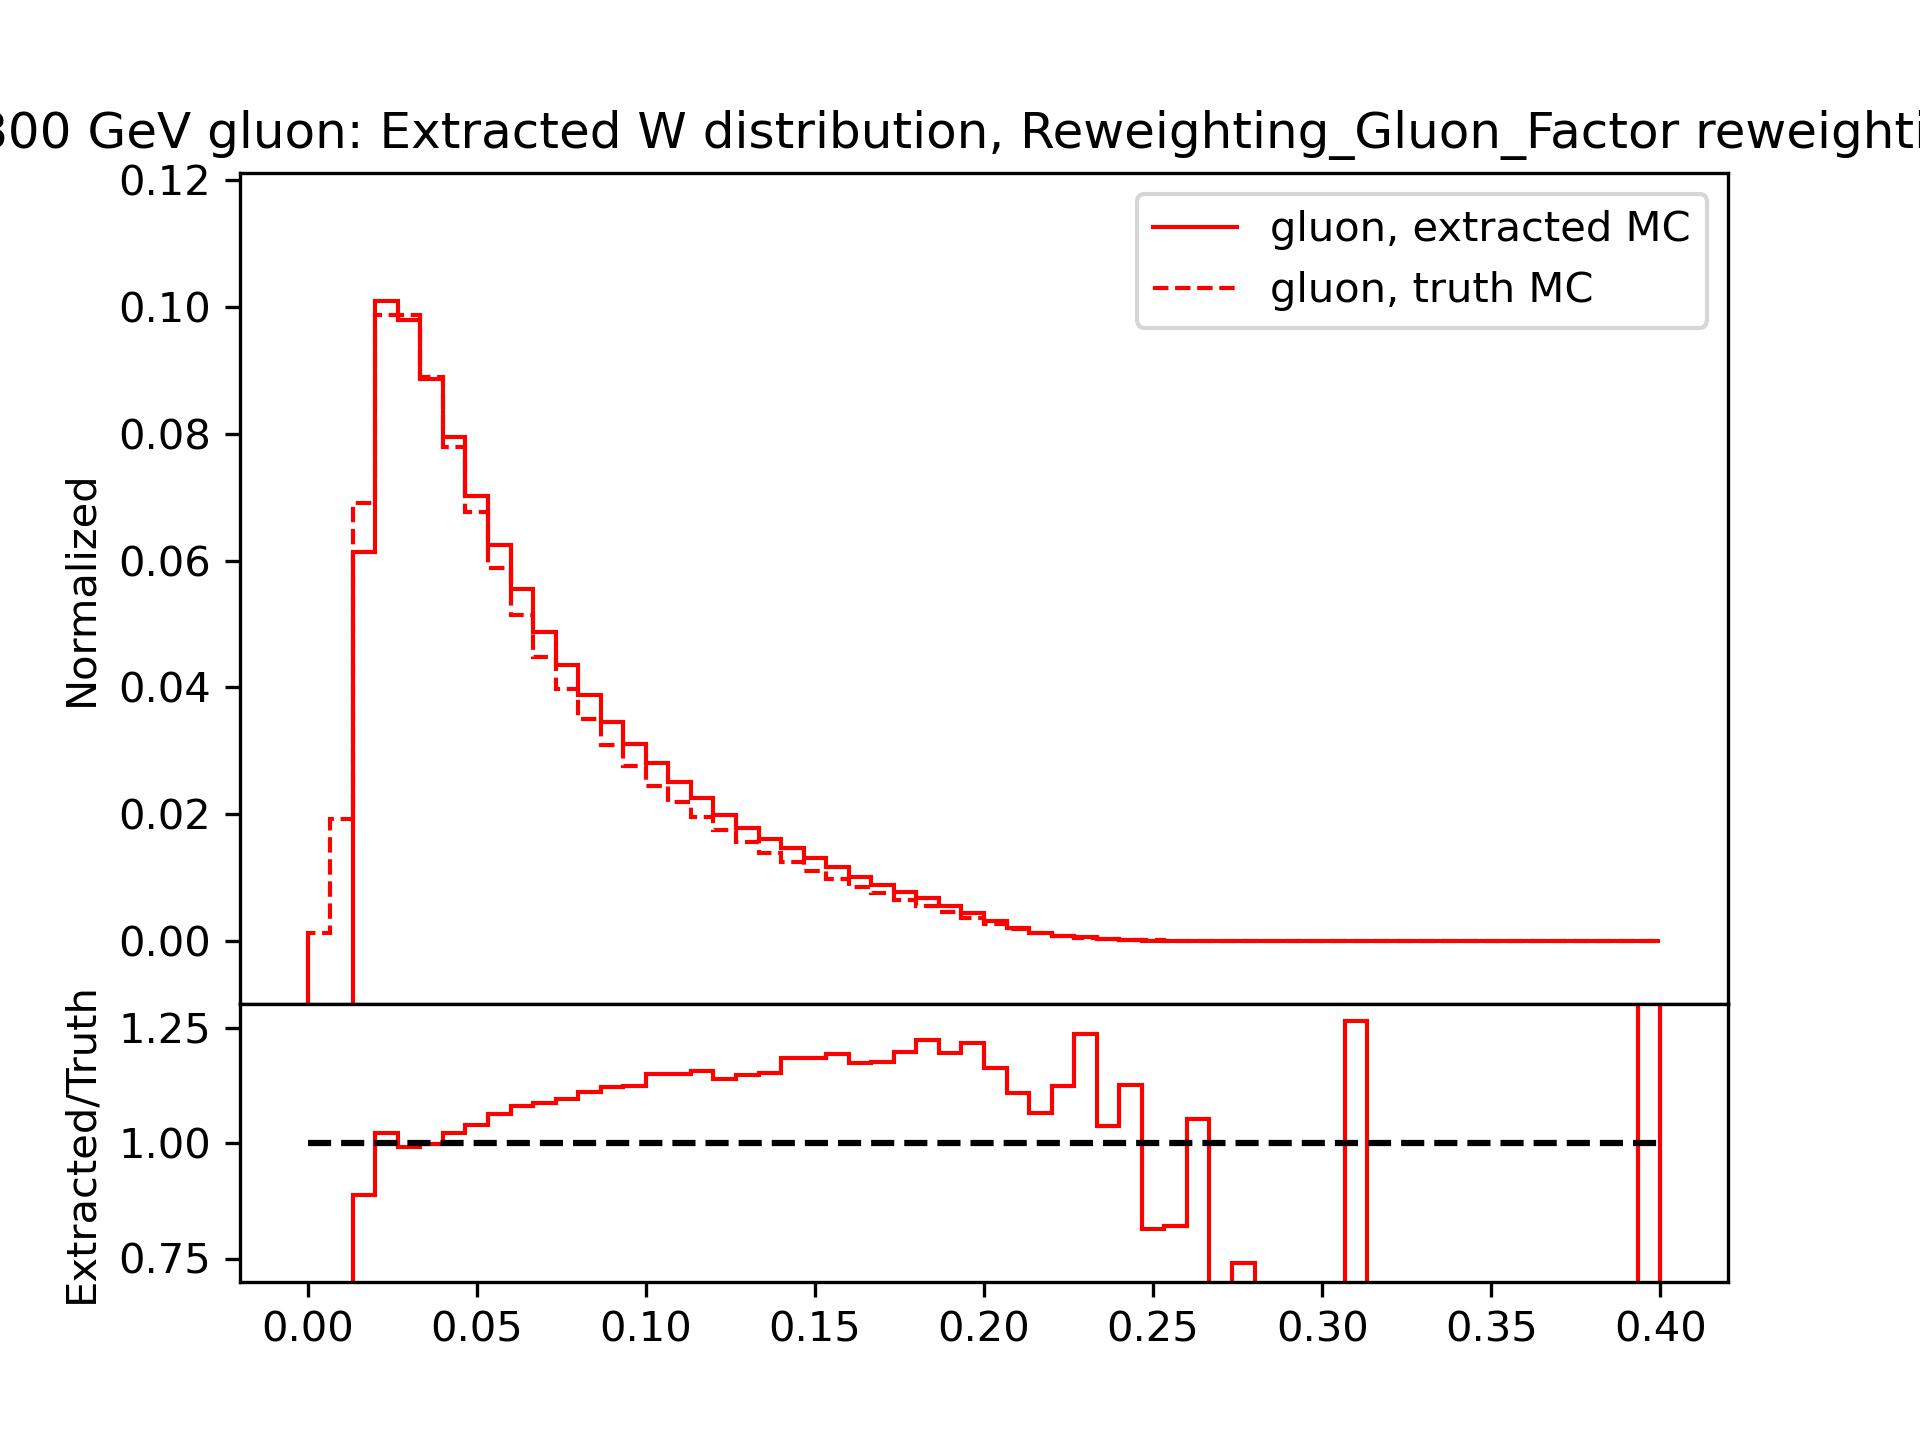 300 GeV gluon: Extracted W distribution, Reweighting_Gluon_Factor
gluon, extracted MC
gluon, truth MC
0.12
0.10
0.08
0.06
0.04
0.02
0.00
Normalized
1.25
1.00
0.75
Extracted/Truth
0.00 0.05 0.10 0.15 0.20 0.25 0.30 0.35 0.40